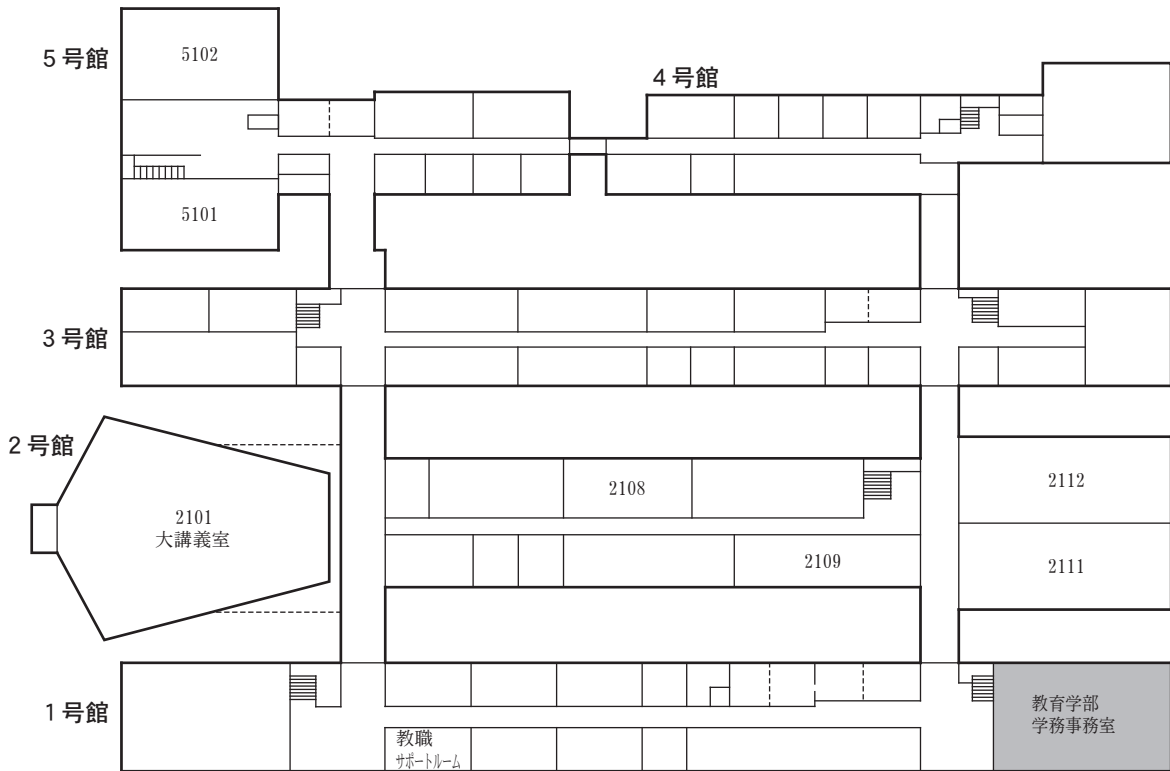 5号館
5102
4号館
5101
3号館
2号館
2101
大講義室
2108
2112
2109
2111
1号館
教職
サポートルーム
教育学部
学務事務室